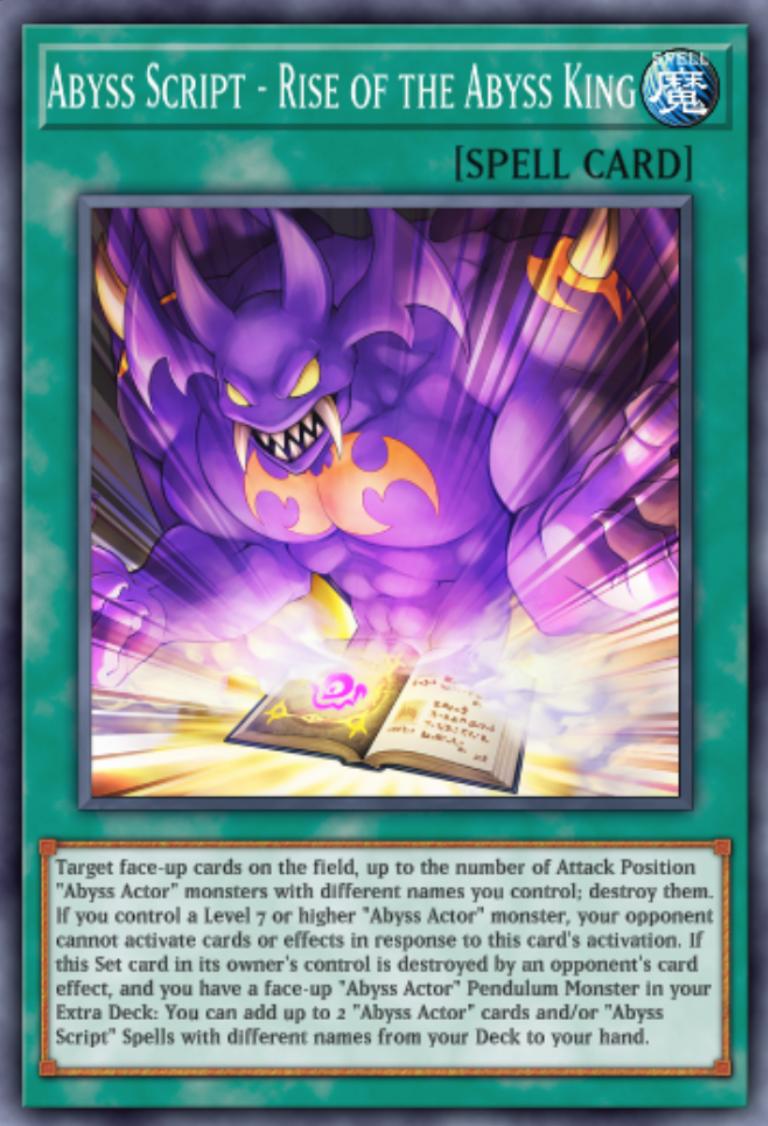 Abyss Script - Rise of the Abyss King
SPELL
魔
[SPELL CARD]
Target face-up cards on the field, up to the number of Attack Position
"Abyss Actor" monsters with different names you control; destroy them.
If you control a Level 7 or higher "Abyss Actor" monster, your opponent
cannot activate cards or effects in response to this card's activation. If
this Set card in its owner's control is destroyed by an opponent's card
effect, and you have a face-up "Abyss Actor" Pendulum Monster in your
Extra Deck: You can add up to 2 "Abyss Actor" cards and/or "Abyss
Script" Spells with different names from your Deck to your hand.